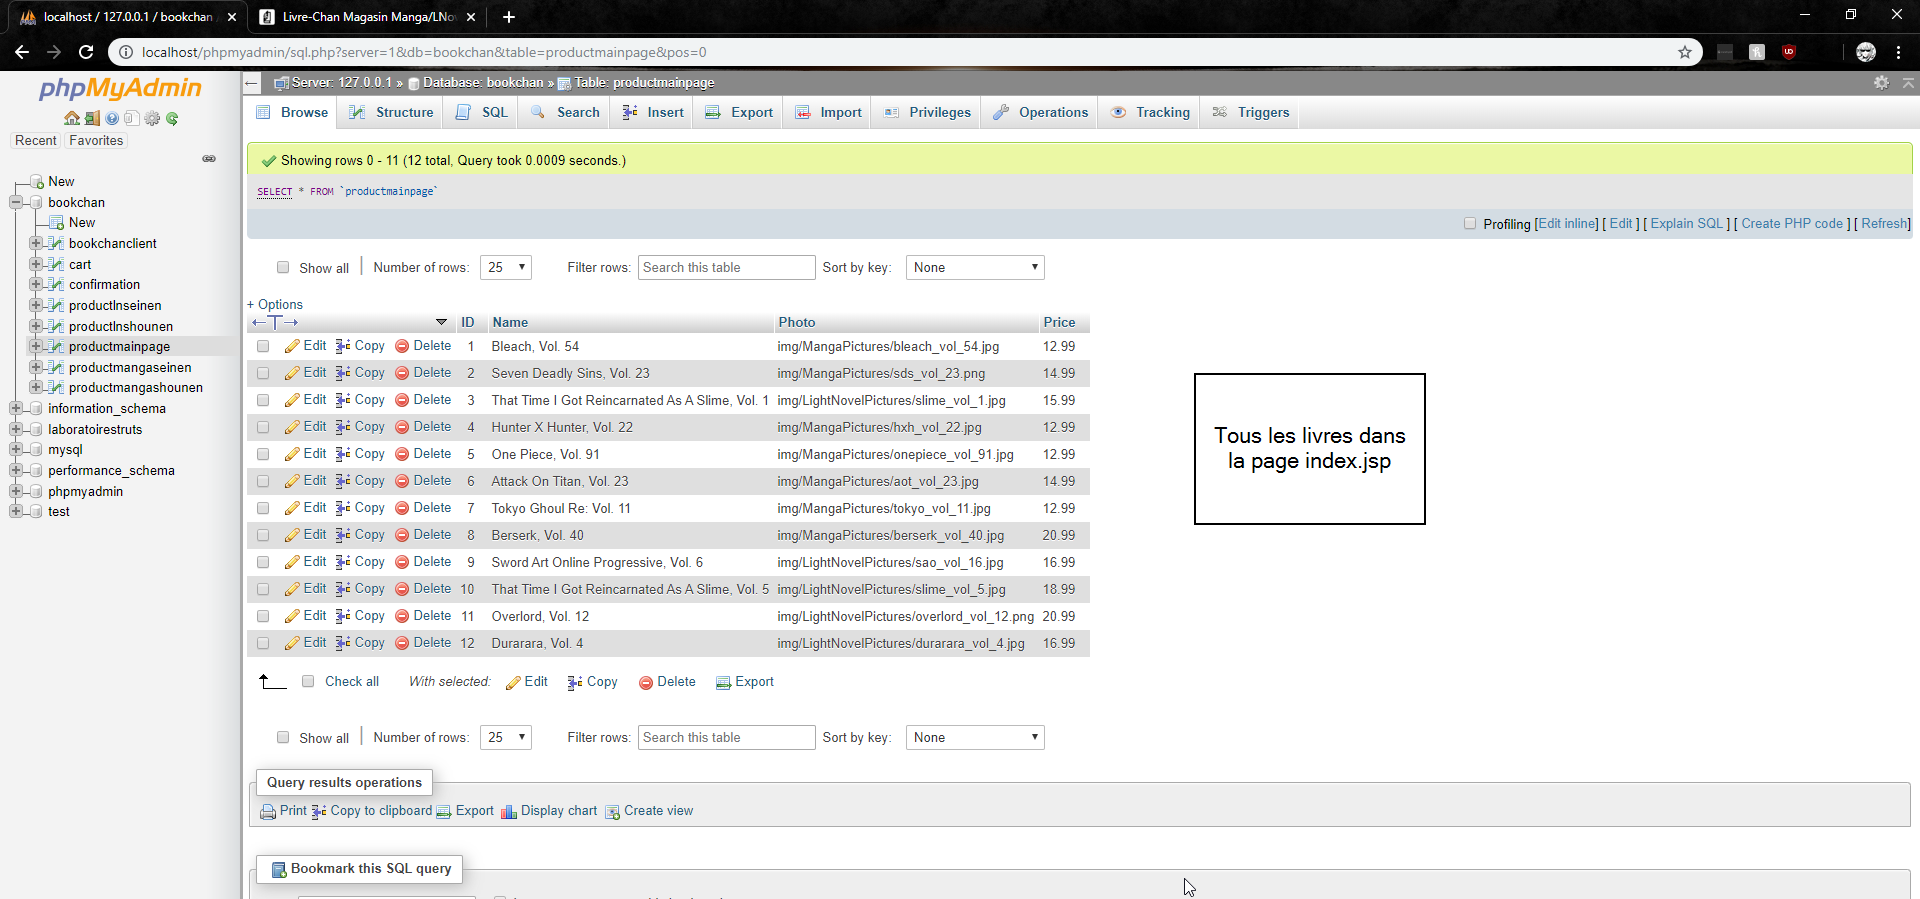 localhost / 127.0.0.1 / bookchan
Livre-Chan Magasin Manga/LNov
localhost/phpmyadmin/sql.php?server=1&db=bookchan&table=productmainpage&pos=0
phpMyAdmin
Recent Favorites
New
bookchan
New
bookchanclient
cart
confirmation
productlnseinen
productlnshounen
productmainpage
productmangaseinen
productmangashounen
information_schema
laboratoirestruts
mysql
performance_schema
phpmyadmin
test
Server: 127.0.0.1 » Database: bookchan » Table: productmainpage
Browse Structure SQL Search Insert Export Import Privileges Operations Tracking Triggers
Showing rows 0 - 11 (12 total, Query took 0.0009 seconds.)
SELECT * FROM `productmainpage`
Profiling [Edit inline] [ Edit ] [ Explain SQL ] [ Create PHP code ] [ Refresh]
Show all | Number of rows: 25 Filter rows: Search this table Sort by key: None
+ Options
←T→ ID Name Photo Price
Edit Copy Delete 1 Bleach, Vol. 54 img/MangaPictures/bleach_vol_54.jpg 12.99
Edit Copy Delete 2 Seven Deadly Sins, Vol. 23 img/MangaPictures/sds_vol_23.png 14.99
Edit Copy Delete 3 That Time I Got Reincarnated As A Slime, Vol. 1 img/LightNovelPictures/slime_vol_1.jpg 15.99
Edit Copy Delete 4 Hunter X Hunter, Vol. 22 img/MangaPictures/hxh_vol_22.jpg 12.99
Edit Copy Delete 5 One Piece, Vol. 91 img/MangaPictures/onepiece_vol_91.jpg 12.99
Edit Copy Delete 6 Attack On Titan, Vol. 23 img/MangaPictures/aot_vol_23.jpg 14.99
Edit Copy Delete 7 Tokyo Ghoul Re: Vol. 11 img/MangaPictures/tokyo_vol_11.jpg 12.99
Edit Copy Delete 8 Berserk, Vol. 40 img/MangaPictures/berserk_vol_40.jpg 20.99
Edit Copy Delete 9 Sword Art Online Progressive, Vol. 6 img/LightNovelPictures/sao_vol_16.jpg 16.99
Edit Copy Delete 10 That Time I Got Reincarnated As A Slime, Vol. 5 img/LightNovelPictures/slime_vol_5.jpg 18.99
Edit Copy Delete 11 Overlord, Vol. 12 img/LightNovelPictures/overlord_vol_12.png 20.99
Edit Copy Delete 12 Durarara, Vol. 4 img/LightNovelPictures/durarara_vol_4.jpg 16.99
Tous les livres dans
la page index.jsp
Check all With selected: Edit Copy Delete Export
Show all | Number of rows: 25 Filter rows: Search this table Sort by key: None
Query results operations
Print Copy to clipboard Export Display chart Create view
Bookmark this SQL query